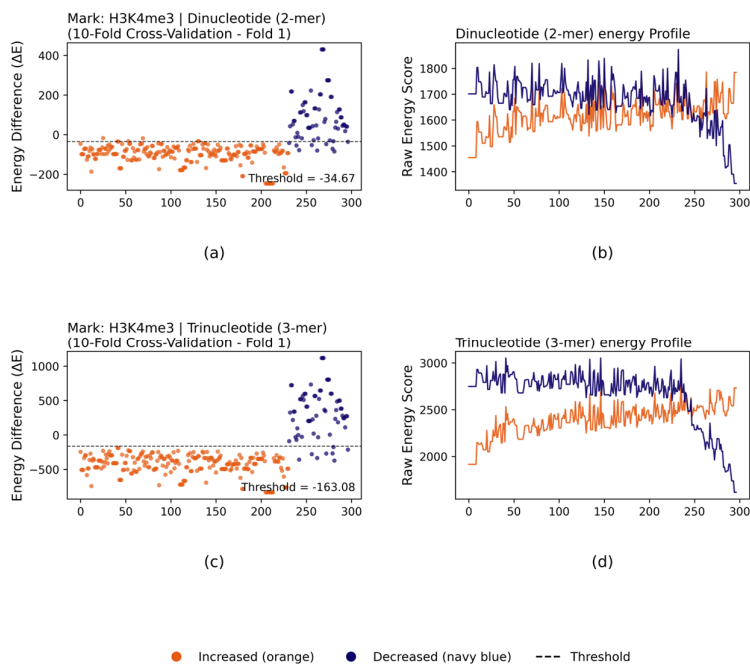 Mark: H3K4me3 | Dinucleotide (2-mer)
(10-Fold Cross-Validation - Fold 1)
Energy Difference (ΔE)
400
200
0
−200
Threshold = -34.67
0 50 100 150 200 250 300
(a)
Dinucleotide (2-mer) energy Profile
Raw Energy Score
1800
1700
1600
1500
1400
0 50 100 150 200 250 300
(b)
Mark: H3K4me3 | Trinucleotide (3-mer)
(10-Fold Cross-Validation - Fold 1)
Energy Difference (ΔE)
1000
500
0
−500
Threshold = -163.08
0 50 100 150 200 250 300
(c)
Trinucleotide (3-mer) energy Profile
Raw Energy Score
3000
2500
2000
0 50 100 150 200 250 300
(d)
Increased (orange) Decreased (navy blue) Threshold